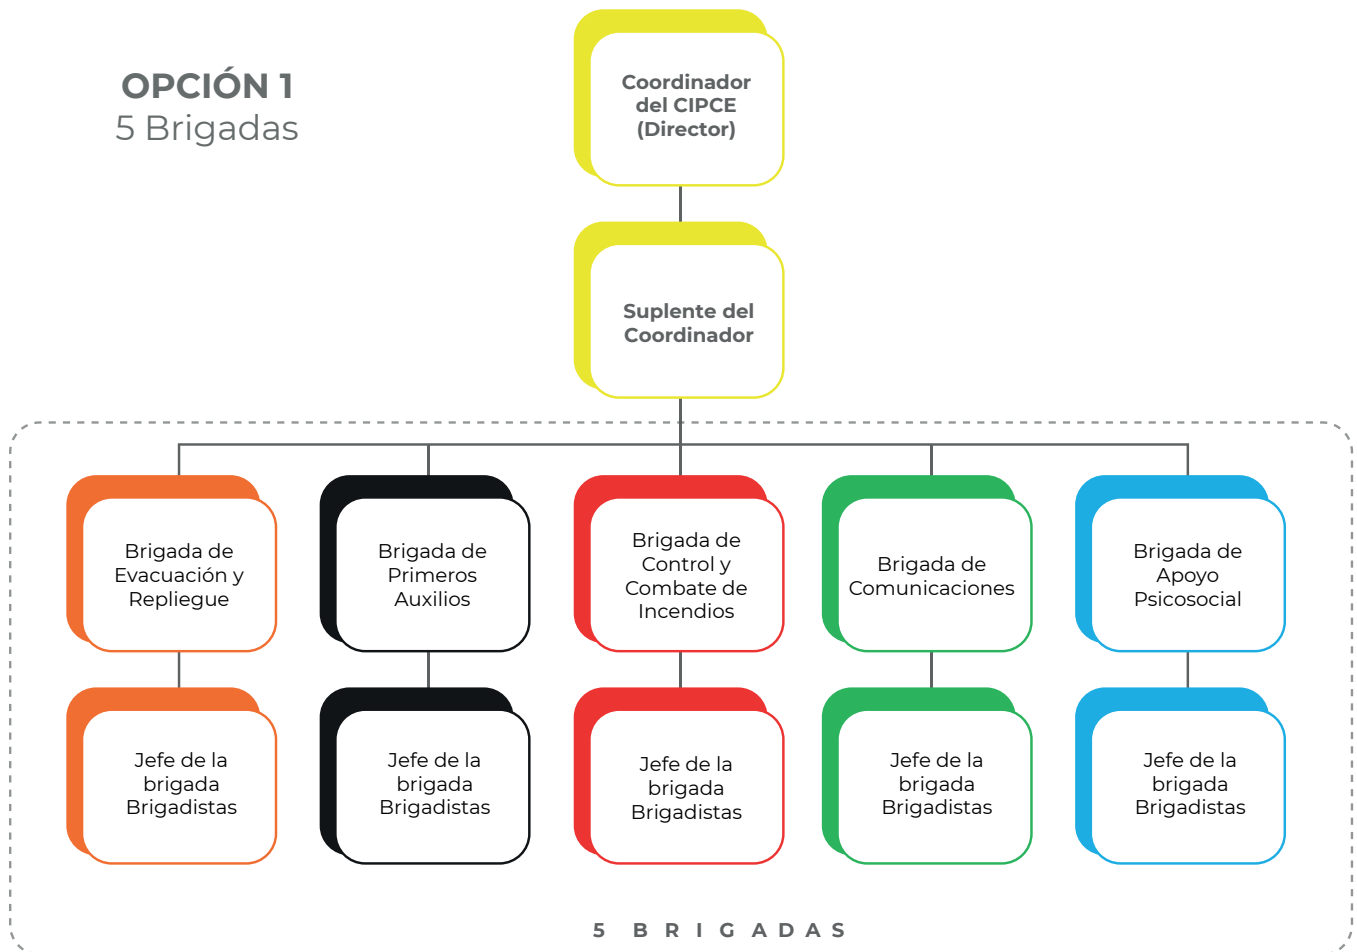 OPCIÓN 1
5 Brigadas
Coordinador
del CIPCE
(Director)
Suplente del
Coordinador
Brigada de
Evacuación y
Repliegue
Brigada de
Primeros
Auxilios
Brigada de
Control y
Combate de
Incendios
Brigada de
Comunicaciones
Brigada de
Apoyo
Psicosocial
Jefe de la
brigada
Brigadistas
Jefe de la
brigada
Brigadistas
Jefe de la
brigada
Brigadistas
Jefe de la
brigada
Brigadistas
Jefe de la
brigada
Brigadistas
5 BRIGADAS